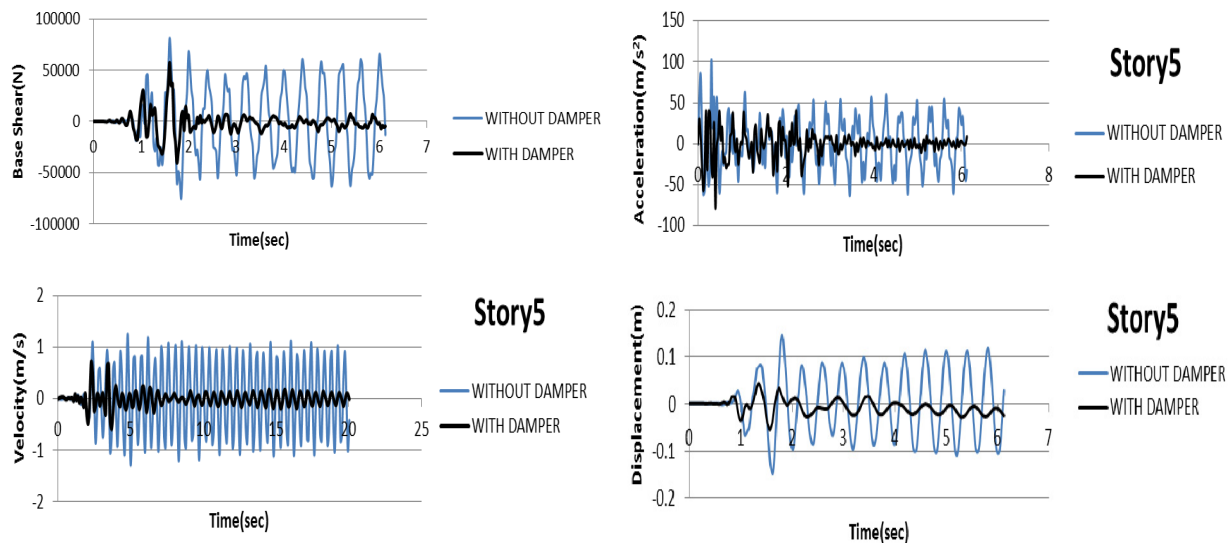 100000
50000
0
-50000
-100000
Base Shear(N)
0 1 2 3 4 5 6 7
Time(sec)
WITHOUT DAMPER
WITH DAMPER
150
100
50
0
-50
-100
Acceleration(m/s²)
0 2 4 6 8
Time(sec)
Story5
WITHOUT DAMPER
WITH DAMPER
2
1
0
-1
-2
Velocity(m/s)
0 5 10 15 20 25
Time(sec)
Story5
WITHOUT DAMPER
WITH DAMPER
0.2
0.1
0
-0.1
-0.2
Displacement(m)
0 1 2 3 4 5 6 7
Time(sec)
Story5
WITHOUT DAMPER
WITH DAMPER